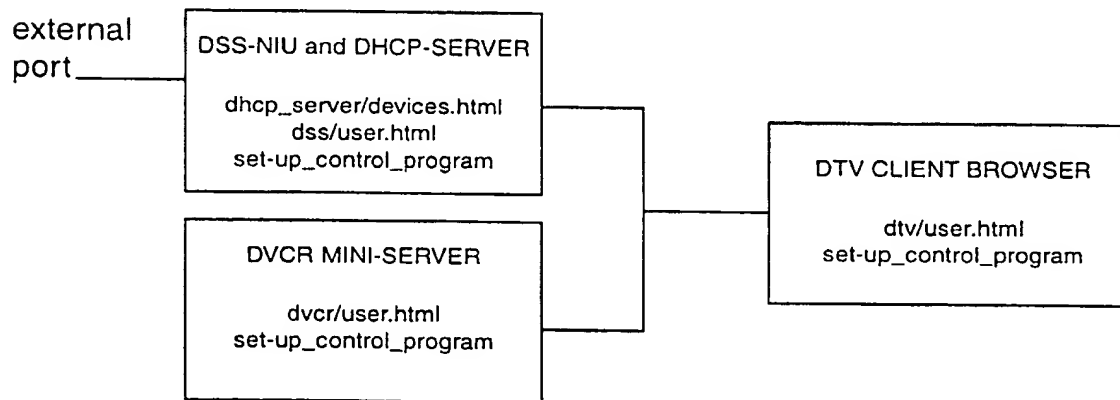 external
port
DSS-NIU and DHCP-SERVER
dhcp_server/devices.html
dss/user.html
set-up_control_program
DVCR MINI-SERVER
dvcr/user.html
set-up_control_program
DTV CLIENT BROWSER
dtv/user.html
set-up_control_program